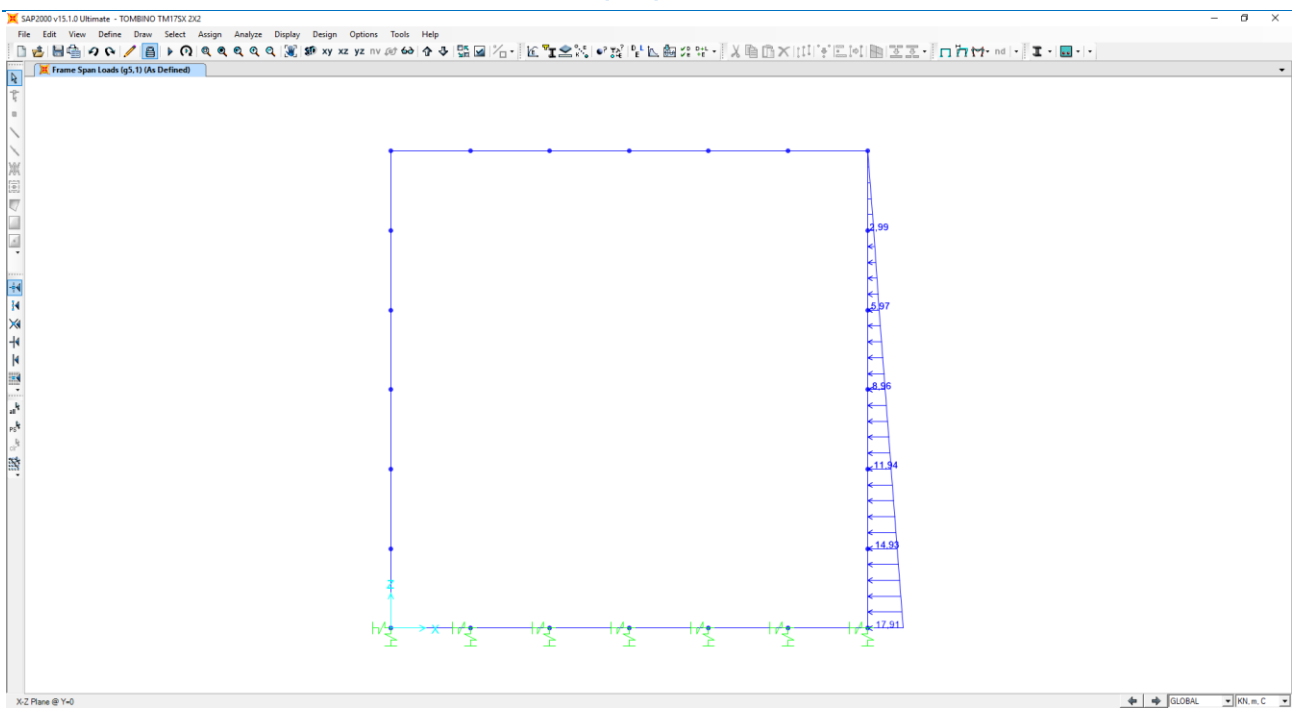 SAP2000 v15.1.0 Ultimate - TOMBINO TM17SX 2X2
File Edit View Define Draw Select Assign Analyze Display Design Options Tools Help
xy xz yz nv nd
Frame Span Loads (g5,1) (As Defined)
2,99
5,97
8,96
11,94
14,93
Z
X
17,91
X-Z Plane @ Y=0
GLOBAL
KN, m, C